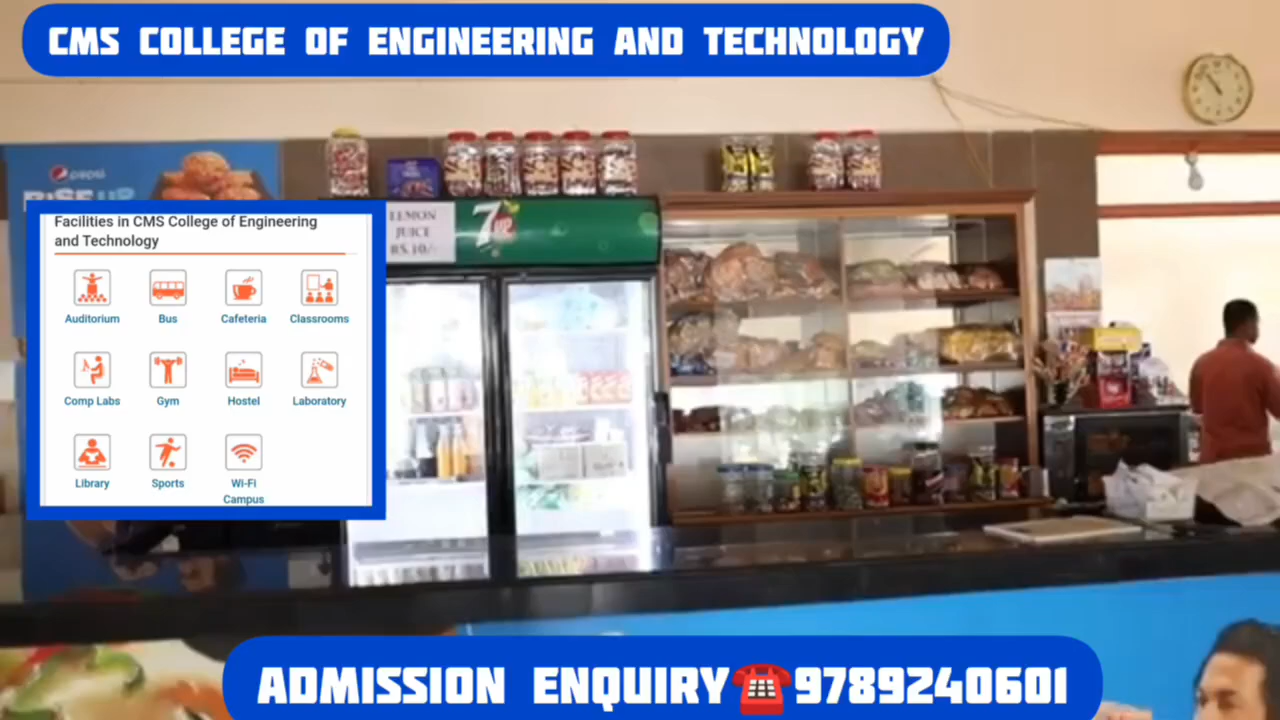 CMS COLLEGE OF ENGINEERING AND TECHNOLOGY
pepsi
RISE UP
Facilities in CMS College of Engineering
and Technology
LEMON
JUICE
RS.10/-
7UP
Auditorium
Bus
Cafeteria
Classrooms
Comp Labs
Gym
Hostel
Laboratory
Library
Sports
Wi-Fi
Campus
ADMISSION ENQUIRY☎️9789240601